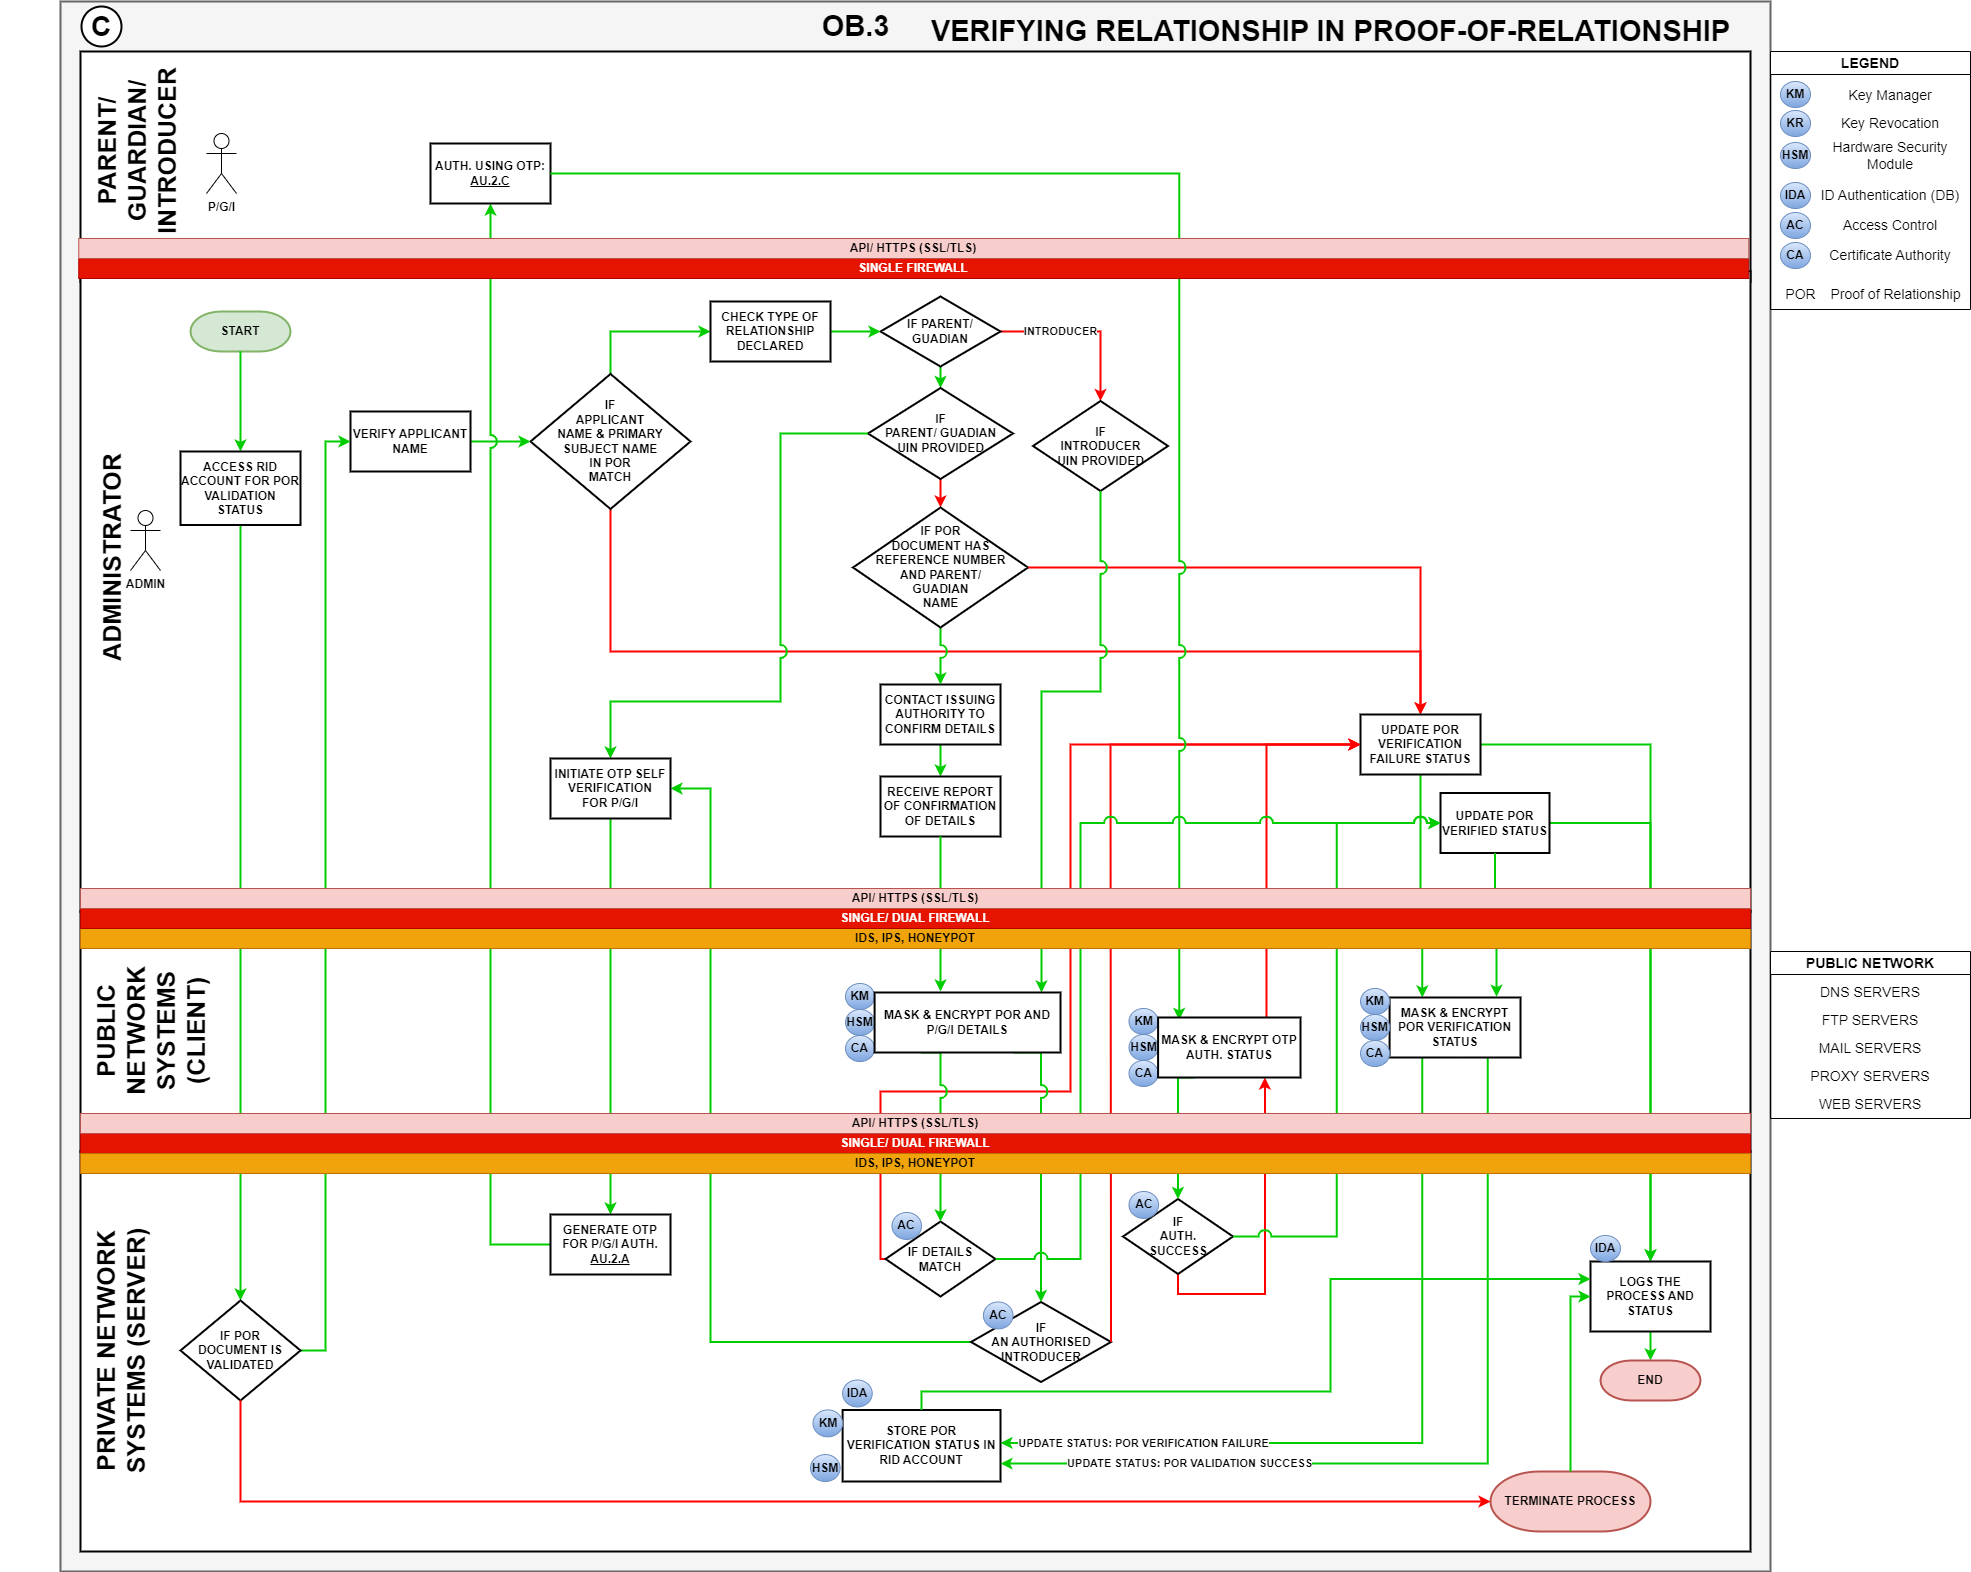 C
OB.3
VERIFYING RELATIONSHIP IN PROOF-OF-RELATIONSHIP
PARENT/
GUARDIAN/
INTRODUCER
P/G/I
AUTH. USING OTP:
AU.2.C
API/ HTTPS (SSL/TLS)
SINGLE FIREWALL
LEGEND
KM
Key Manager
KR
Key Revocation
HSM
Hardware Security
Module
IDA
ID Authentication (DB)
AC
Access Control
CA
Certificate Authority
POR
Proof of Relationship
ADMINISTRATOR
ADMIN
START
ACCESS RID
ACCOUNT FOR POR
VALIDATION
STATUS
VERIFY APPLICANT
NAME
IF
APPLICANT
NAME & PRIMARY
SUBJECT NAME
IN POR
MATCH
CHECK TYPE OF
RELATIONSHIP
DECLARED
IF PARENT/
GUADIAN
INTRODUCER
IF
PARENT/ GUADIAN
UIN PROVIDED
IF
INTRODUCER
UIN PROVIDED
IF POR
DOCUMENT HAS
REFERENCE NUMBER
AND PARENT/
GUADIAN
NAME
CONTACT ISSUING
AUTHORITY TO
CONFIRM DETAILS
RECEIVE REPORT
OF CONFIRMATION
OF DETAILS
INITIATE OTP SELF
VERIFICATION
FOR P/G/I
UPDATE POR
VERIFICATION
FAILURE STATUS
UPDATE POR
VERIFIED STATUS
API/ HTTPS (SSL/TLS)
SINGLE/ DUAL FIREWALL
IDS, IPS, HONEYPOT
PUBLIC
NETWORK
SYSTEMS
(CLIENT)
KM
HSM
CA
MASK & ENCRYPT POR AND
P/G/I DETAILS
KM
HSM
CA
MASK & ENCRYPT OTP
AUTH. STATUS
KM
HSM
CA
MASK & ENCRYPT
POR VERIFICATION
STATUS
PUBLIC NETWORK
DNS SERVERS
FTP SERVERS
MAIL SERVERS
PROXY SERVERS
WEB SERVERS
API/ HTTPS (SSL/TLS)
SINGLE/ DUAL FIREWALL
IDS, IPS, HONEYPOT
PRIVATE NETWORK
SYSTEMS (SERVER)
IF POR
DOCUMENT IS
VALIDATED
GENERATE OTP
FOR P/G/I AUTH.
AU.2.A
AC
IF DETAILS
MATCH
AC
IF
AN AUTHORISED
INTRODUCER
AC
IF
AUTH.
SUCCESS
IDA
LOGS THE
PROCESS AND
STATUS
END
IDA
KM
HSM
STORE POR
VERIFICATION STATUS IN
RID ACCOUNT
UPDATE STATUS: POR VERIFICATION FAILURE
UPDATE STATUS: POR VALIDATION SUCCESS
TERMINATE PROCESS